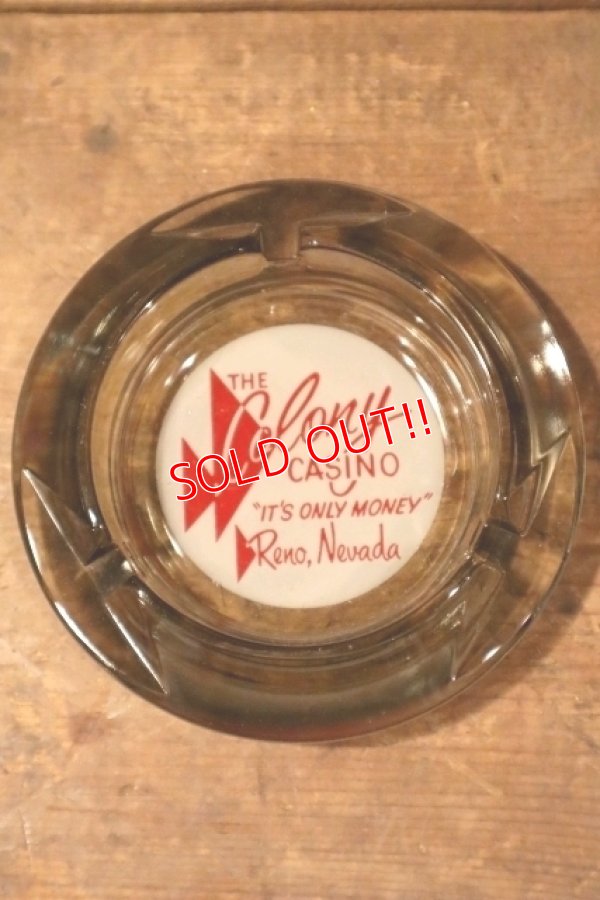 THE
Colony
CASINO
"IT'S ONLY MONEY"
Reno, Nevada
SOLD OUT!!